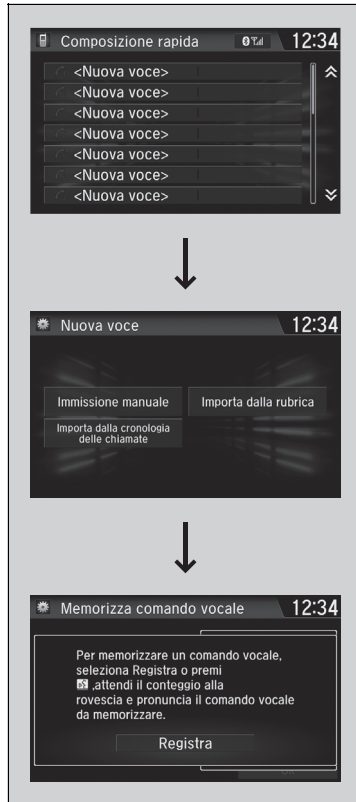 Composizione rapida 12:34
<Nuova voce>
<Nuova voce>
<Nuova voce>
<Nuova voce>
<Nuova voce>
<Nuova voce>
<Nuova voce>
Nuova voce 12:34
Immissione manuale Importa dalla rubrica
Importa dalla cronologia
delle chiamate
Memorizza comando vocale 12:34
Per memorizzare un comando vocale,
seleziona Registra o premi
,attendi il conteggio alla
rovescia e pronuncia il comando vocale
da memorizzare.
Registra